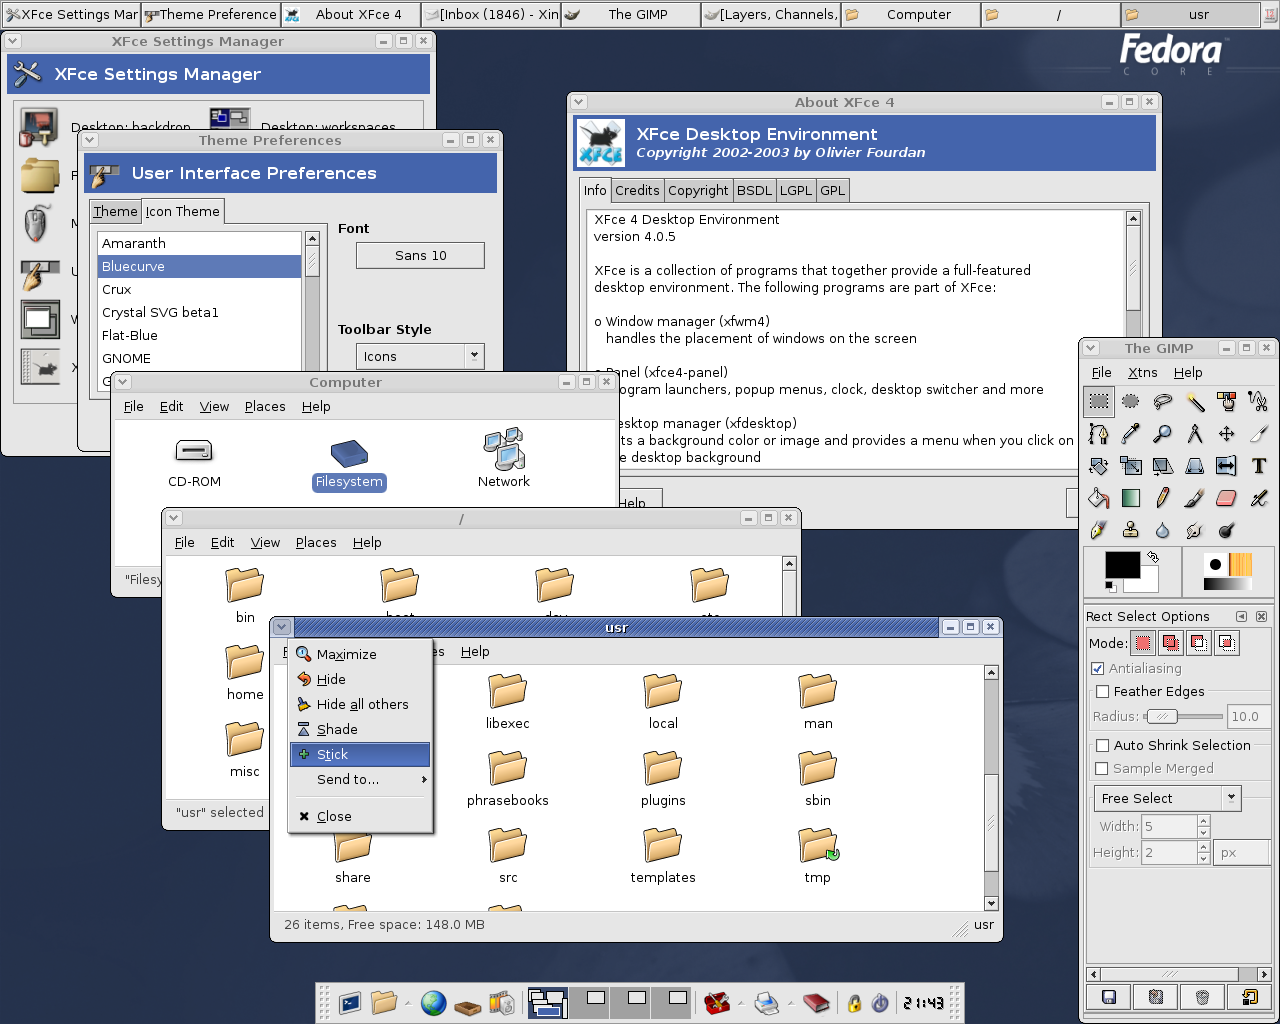 XFce Settings Mar
Theme Preference
About XFce 4
[Inbox (1846) - Xin
The GIMP
[Layers, Channels,
Computer
/
usr
Fedora
CORE
XFce Settings Manager
XFce Settings Manager
Desktop: backdrop
Desktop: workspaces
Theme Preferences
User Interface Preferences
Theme
Icon Theme
Amaranth
Bluecurve
Crux
Crystal SVG beta1
Flat-Blue
GNOME
Font
Sans 10
Toolbar Style
Icons
About XFce 4
XFce Desktop Environment
Copyright 2002-2003 by Olivier Fourdan
Info
Credits
Copyright
BSDL
LGPL
GPL
XFce 4 Desktop Environment
version 4.0.5
XFce is a collection of programs that together provide a full-featured
desktop environment. The following programs are part of XFce:
o Window manager (xfwm4)
handles the placement of windows on the screen
Panel (xfce4-panel)
ogram launchers, popup menus, clock, desktop switcher and more
sktop manager (xfdesktop)
ts a background color or image and provides a menu when you click on
e desktop background
Help
Computer
File
Edit
View
Places
Help
CD-ROM
Filesystem
Network
"Filesy
/
File
Edit
View
Places
Help
bin
home
misc
"usr" selected
usr
Help
Maximize
Hide
Hide all others
Shade
Stick
Send to...
Close
libexec
local
man
phrasebooks
plugins
sbin
share
src
templates
tmp
26 items, Free space: 148.0 MB
usr
The GIMP
File
Xtns
Help
Rect Select Options
Mode:
Antialiasing
Feather Edges
Radius:
10.0
Auto Shrink Selection
Sample Merged
Free Select
Width:
5
Height:
2
px
21:43